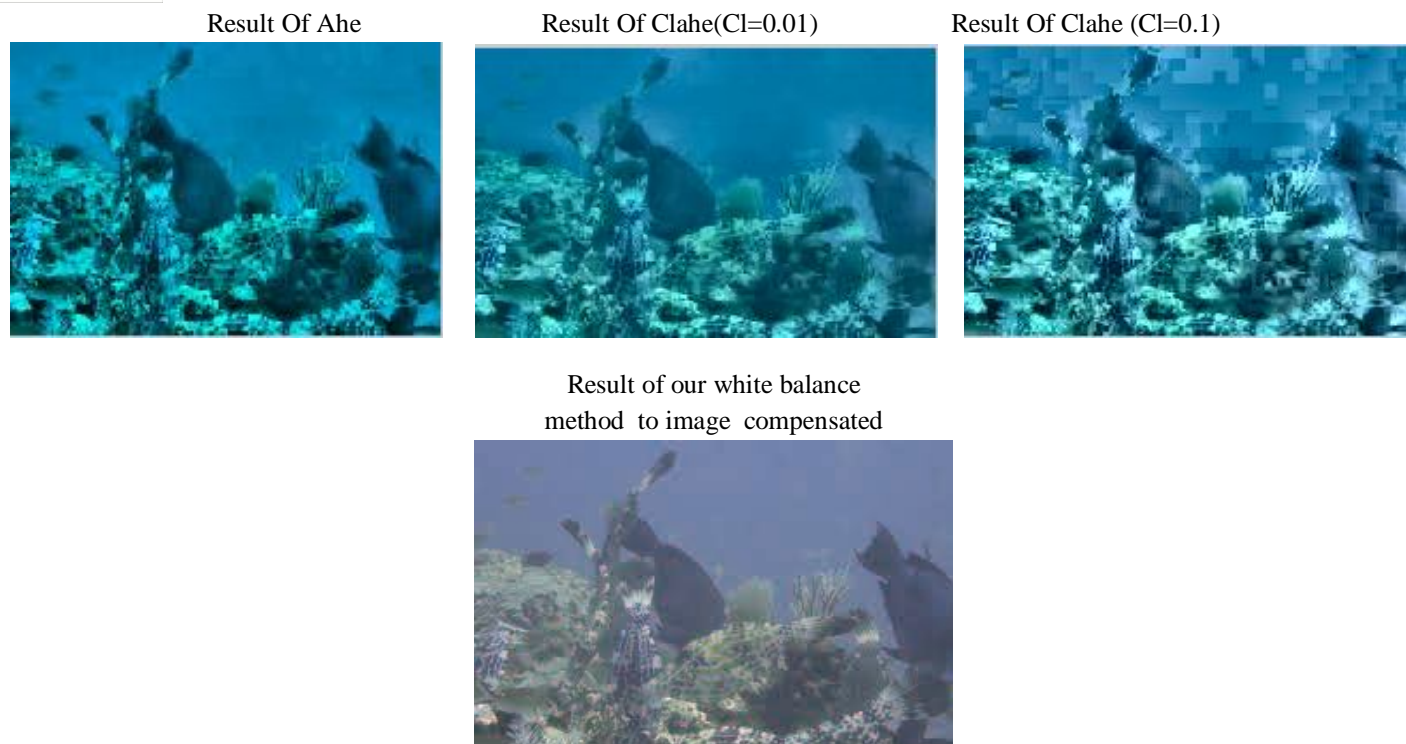 Result Of Ahe
Result Of Clahe(Cl=0.01)
Result Of Clahe (Cl=0.1)
Result of our white balance
method to image compensated